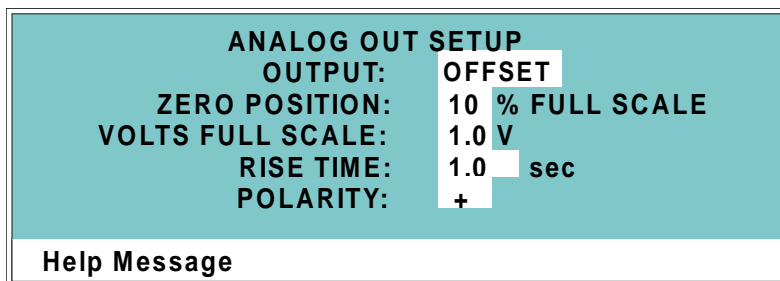 ANALOG OUT SETUP
OUTPUT: OFFSET
ZERO POSITION: 10 % FULL SCALE
VOLTS FULL SCALE: 1.0 V
RISE TIME: 1.0 sec
POLARITY: +
Help Message